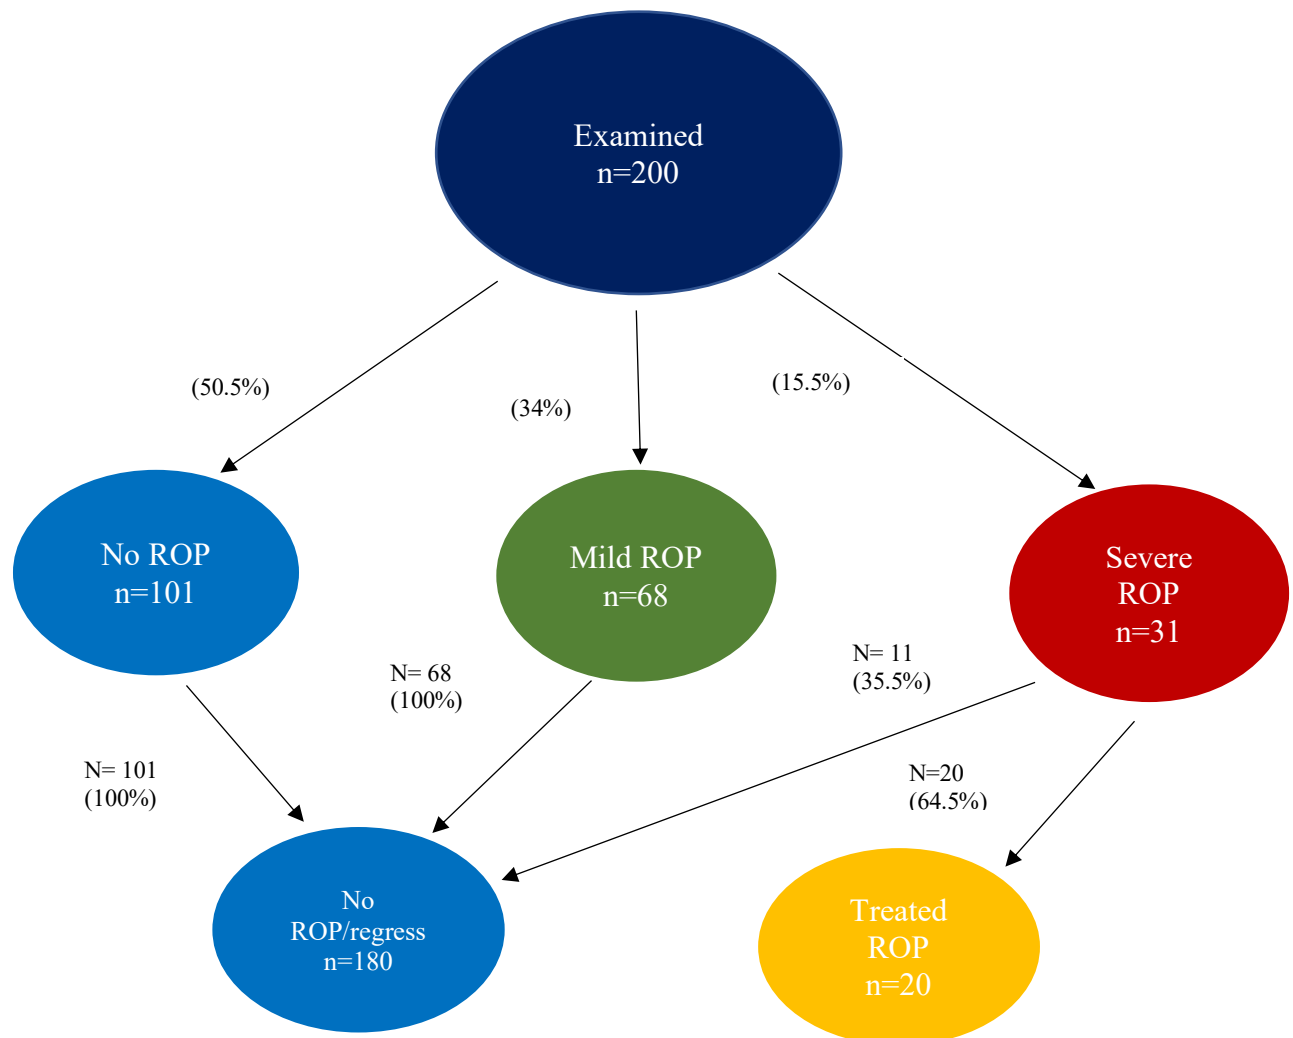 Examined
n=200
(50.5%)
(34%)
(15.5%)
No ROP
n=101
Mild ROP
n=68
Severe
ROP
n=31
N= 101
(100%)
N= 68
(100%)
N= 11
(35.5%)
N=20
(64.5%)
No
ROP/regress
n=180
Treated
ROP
n=20